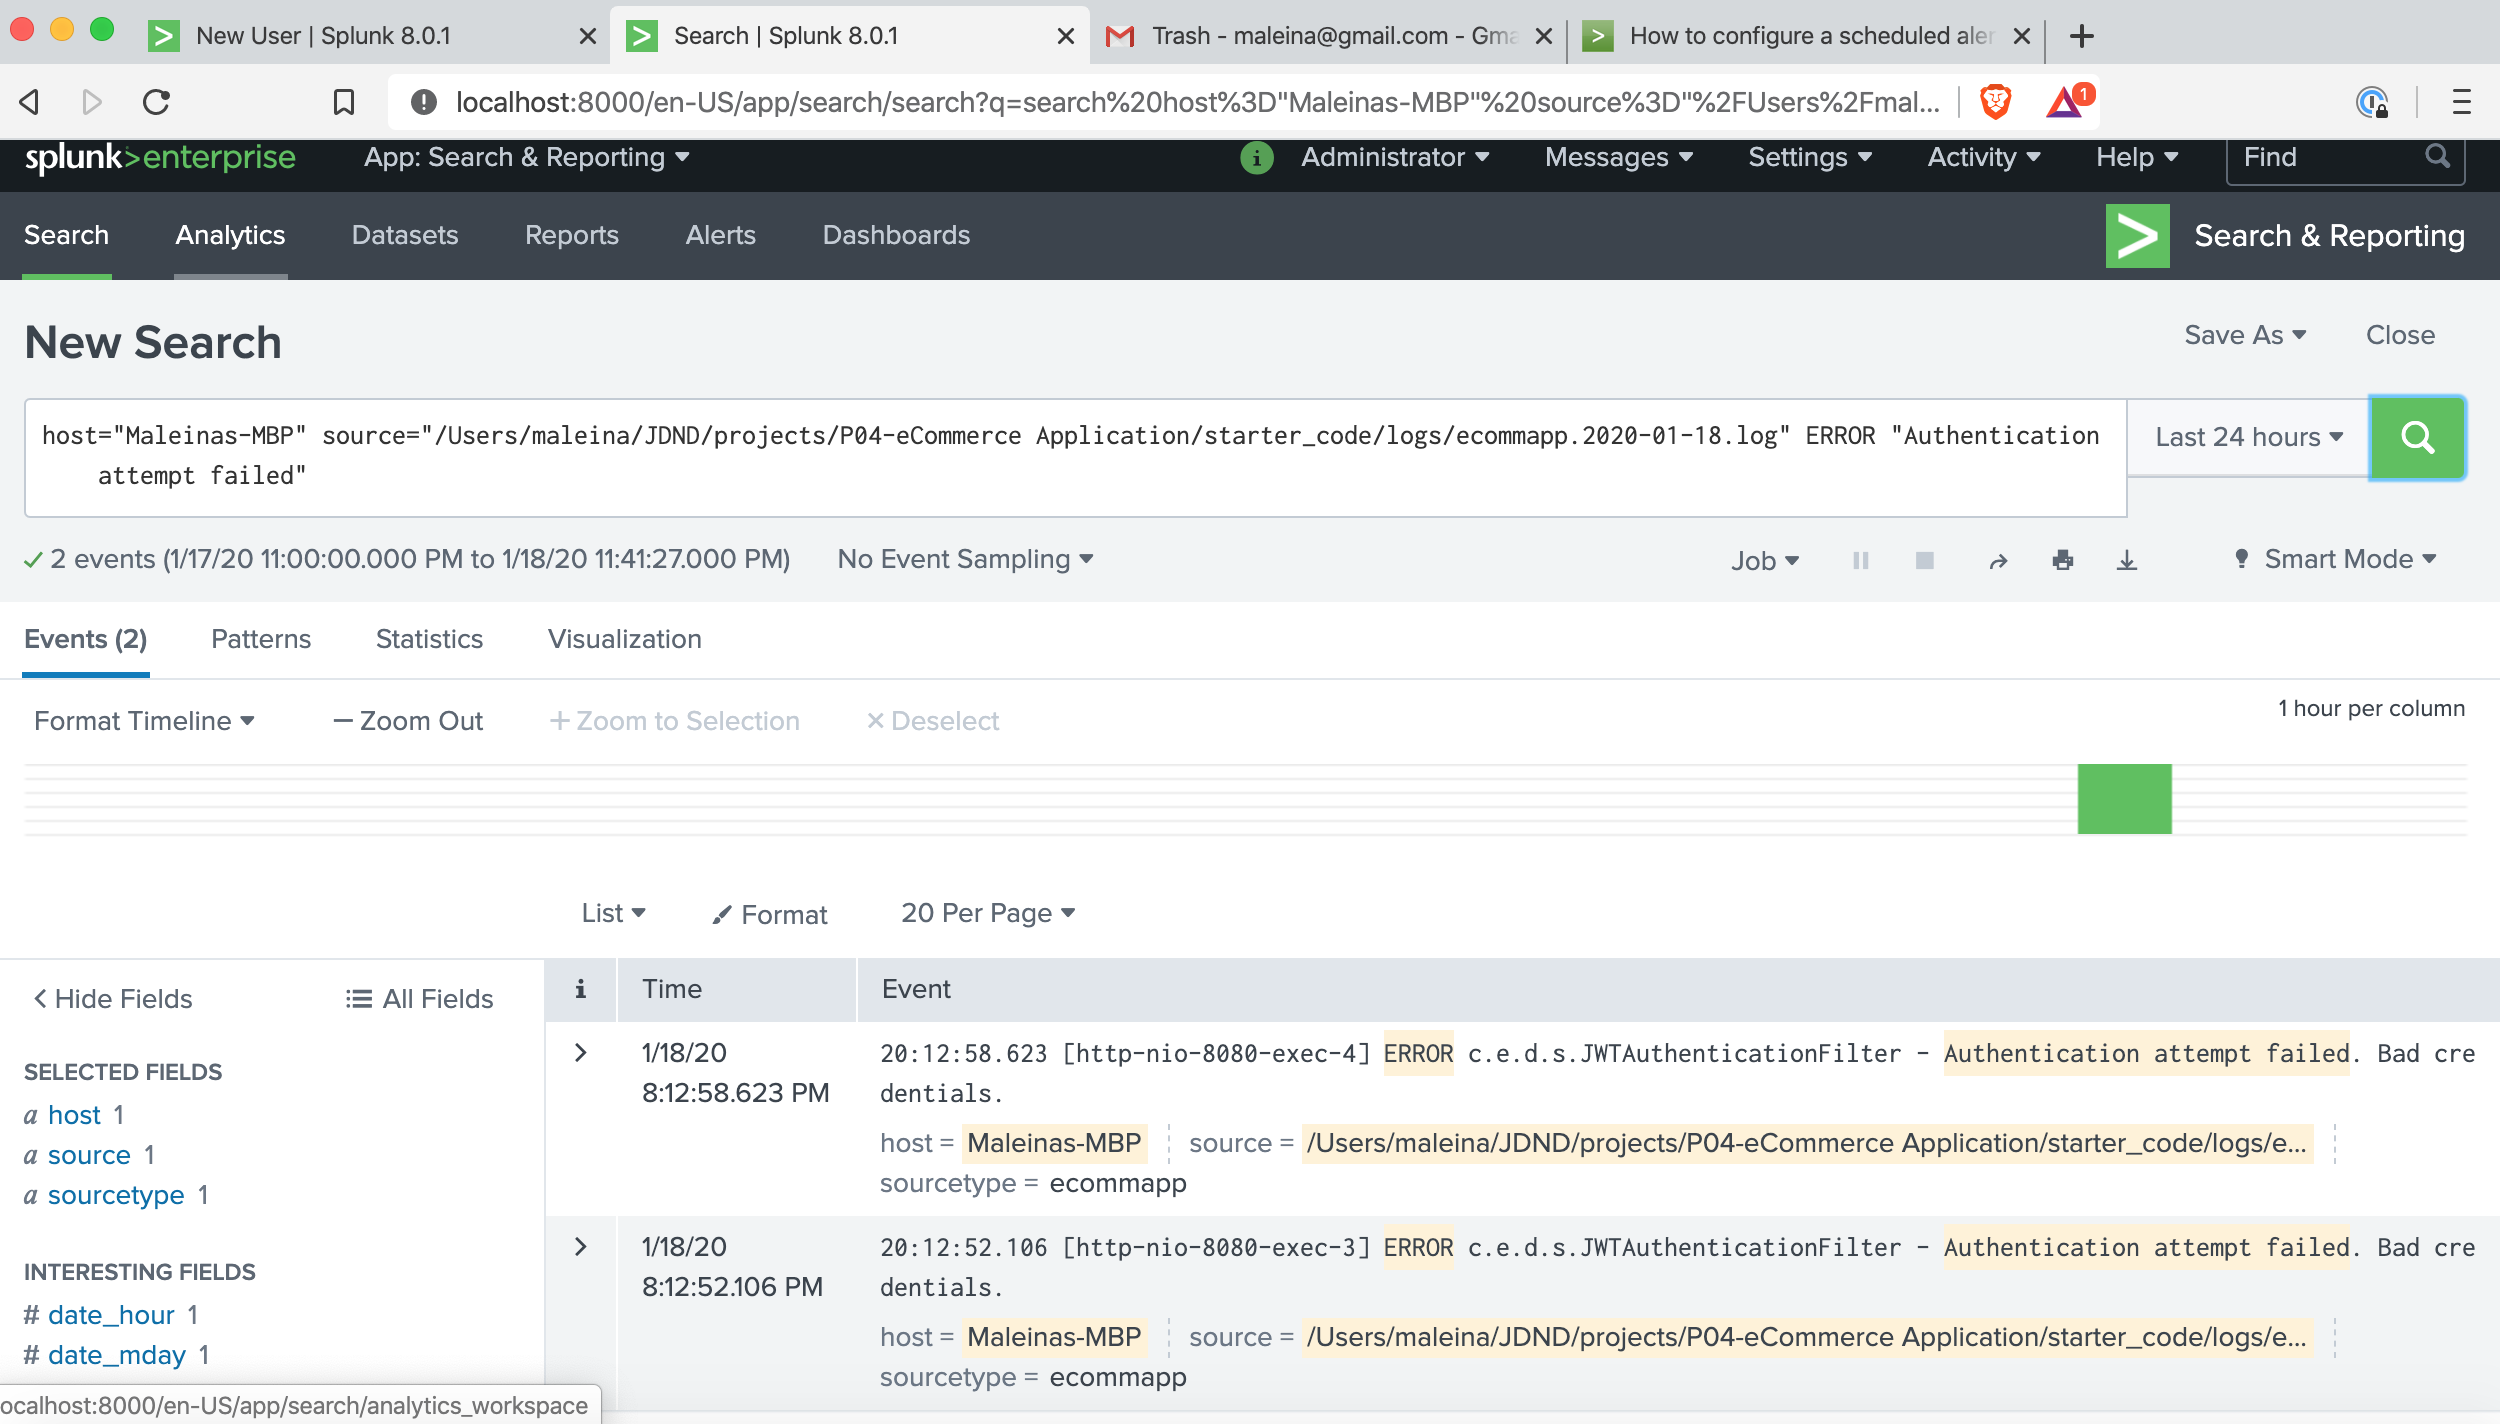 New User | Splunk 8.0.1
Search | Splunk 8.0.1
Trash - maleina@gmail.com - Gma
How to configure a scheduled aler
localhost:8000/en-US/app/search/search?q=search%20host%3D"Maleinas-MBP"%20source%3D"%2FUsers%2Fmal...
1
splunk>enterprise
App: Search & Reporting
i Administrator
Messages
Settings
Activity
Help
Find
Search
Analytics
Datasets
Reports
Alerts
Dashboards
Search & Reporting
New Search
Save As
Close
host="Maleinas-MBP" source="/Users/maleina/JDND/projects/P04-eCommerce Application/starter_code/logs/ecommapp.2020-01-18.log" ERROR "Authentication
attempt failed"
Last 24 hours
2 events (1/17/20 11:00:00.000 PM to 1/18/20 11:41:27.000 PM)
No Event Sampling
Job
Smart Mode
Events (2)
Patterns
Statistics
Visualization
Format Timeline
— Zoom Out
+ Zoom to Selection
× Deselect
1 hour per column
List
Format
20 Per Page
< Hide Fields
All Fields
SELECTED FIELDS
a host 1
a source 1
a sourcetype 1
INTERESTING FIELDS
# date_hour 1
# date_mday 1
i
Time
Event
1/18/20
8:12:58.623 PM
20:12:58.623 [http-nio-8080-exec-4] ERROR c.e.d.s.JWTAuthenticationFilter - Authentication attempt failed. Bad cre
dentials.
host = Maleinas-MBP
source = /Users/maleina/JDND/projects/P04-eCommerce Application/starter_code/logs/e...
sourcetype = ecommapp
1/18/20
8:12:52.106 PM
20:12:52.106 [http-nio-8080-exec-3] ERROR c.e.d.s.JWTAuthenticationFilter - Authentication attempt failed. Bad cre
dentials.
host = Maleinas-MBP
source = /Users/maleina/JDND/projects/P04-eCommerce Application/starter_code/logs/e...
sourcetype = ecommapp
ocalhost:8000/en-US/app/search/analytics_workspace